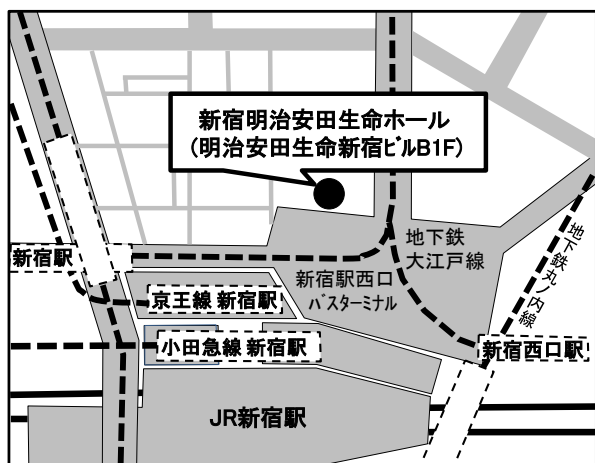 新宿明治安田生命ホール
（明治安田生命新宿ﾋﾞﾙB1F）
地下鉄
大江戸線
地下鉄丸ノ内線
新宿駅
新宿駅西口
ﾊﾞｽﾀｰﾐﾅﾙ
京王線 新宿駅
小田急線 新宿駅
新宿西口駅
JR新宿駅